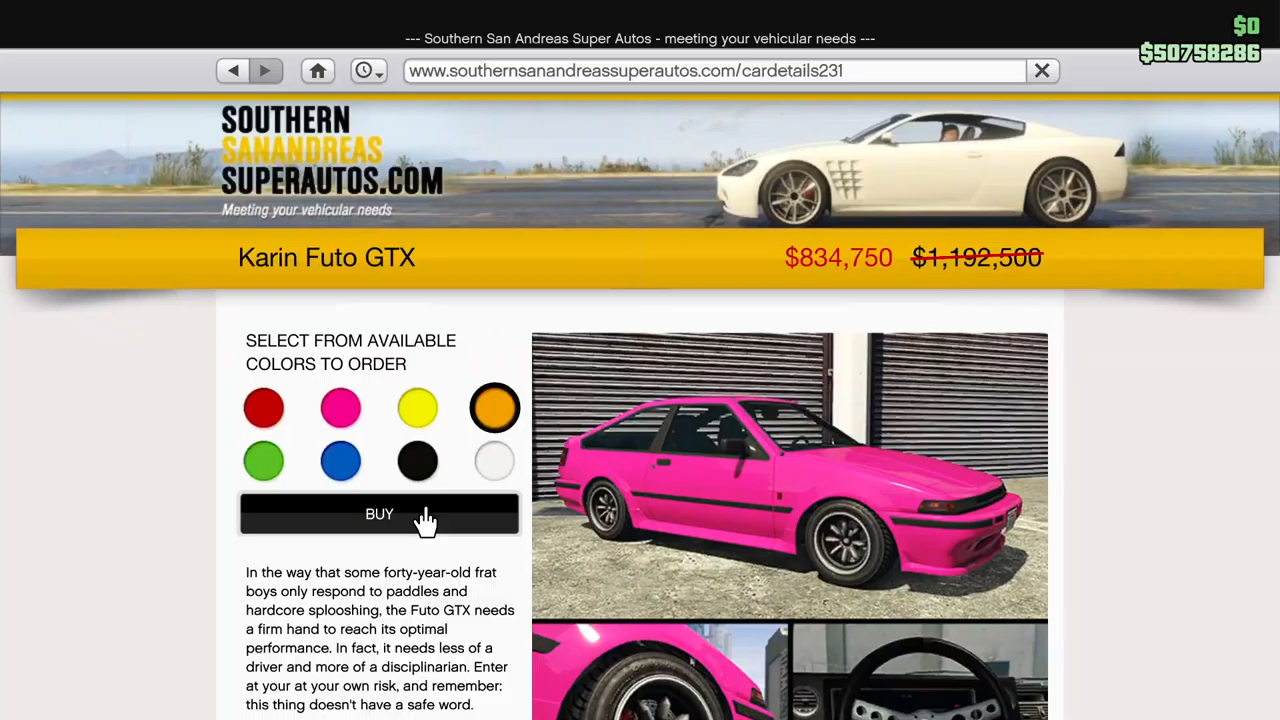 --- Southern San Andreas Super Autos - meeting your vehicular needs ---
$0
$50758286
www.southernsanandreassuperautos.com/cardetails231
SOUTHERN
SANANDREAS
SUPERAUTOS.COM
Meeting your vehicular needs
Karin Futo GTX
$834,750 $1,192,500
SELECT FROM AVAILABLE
COLORS TO ORDER
BUY
In the way that some forty-year-old frat
boys only respond to paddles and
hardcore splooshing, the Futo GTX needs
a firm hand to reach its optimal
performance. In fact, it needs less of a
driver and more of a disciplinarian. Enter
at your at your own risk, and remember:
this thing doesn't have a safe word.